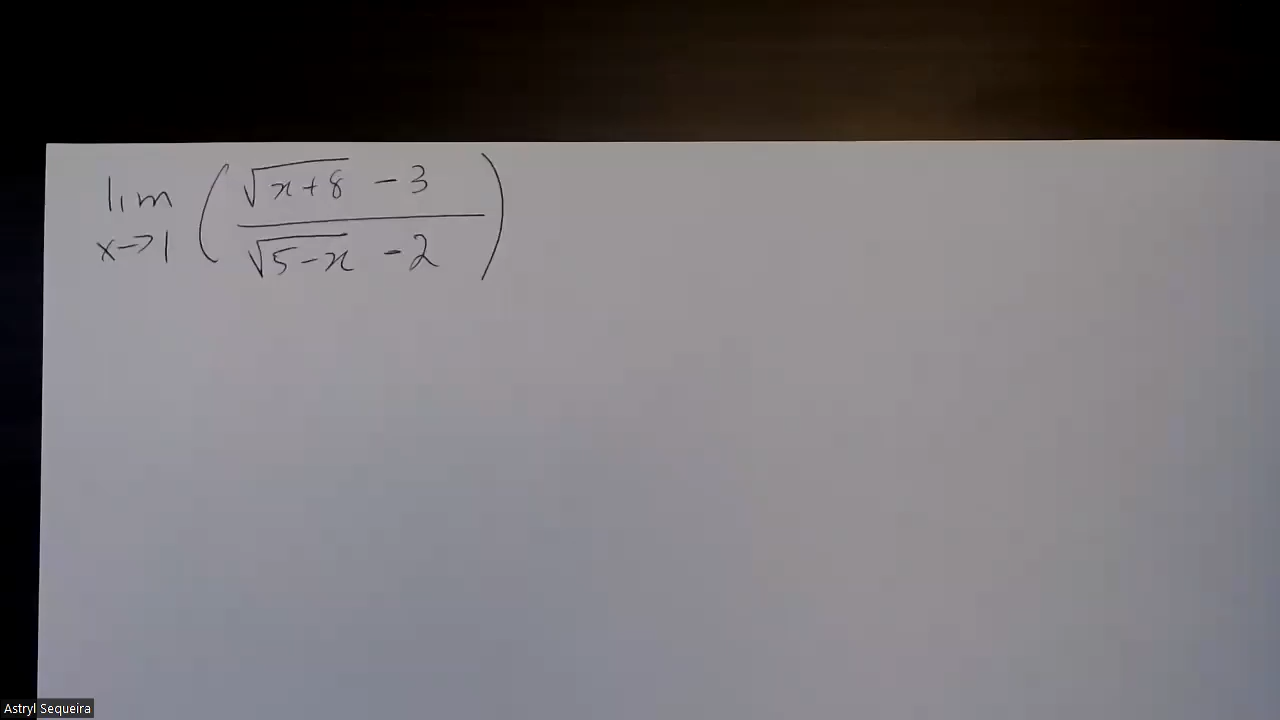 lim ( √(x+8) - 3
x→1 √(5-x) - 2 )
Astryl Sequeira